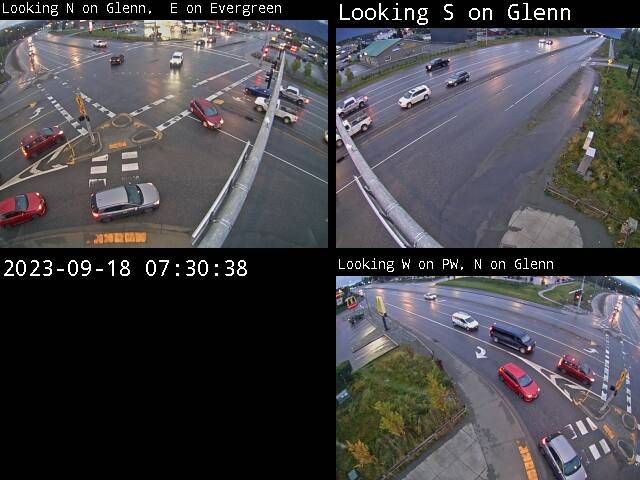 Looking N on Glenn, E on Evergreen
Looking S on Glenn
2023-09-18 07:30:38
Looking W on PW, N on Glenn